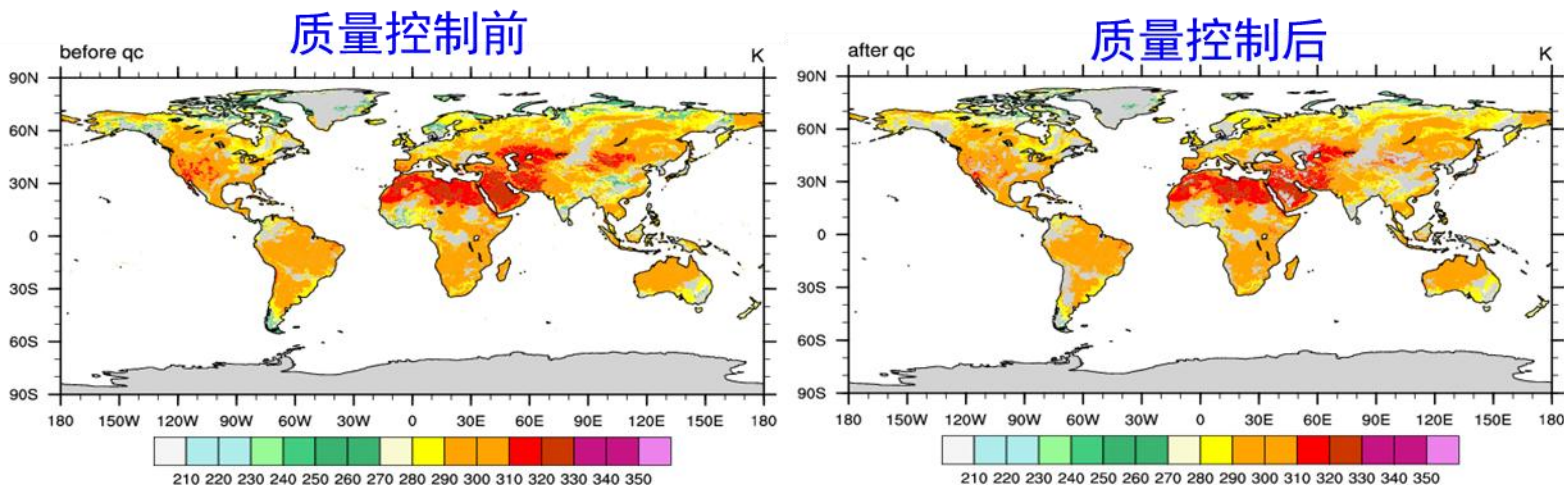 质量控制前
before qc
K
90N
60N
30N
0
30S
60S
90S
180 150W 120W 90W 60W 30W 0 30E 60E 90E 120E 150E 180
210 220 230 240 250 260 270 280 290 300 310 320 330 340 350
质量控制后
after qc
K
90N
60N
30N
0
30S
60S
90S
180 150W 120W 90W 60W 30W 0 30E 60E 90E 120E 150E 180
210 220 230 240 250 260 270 280 290 300 310 320 330 340 350